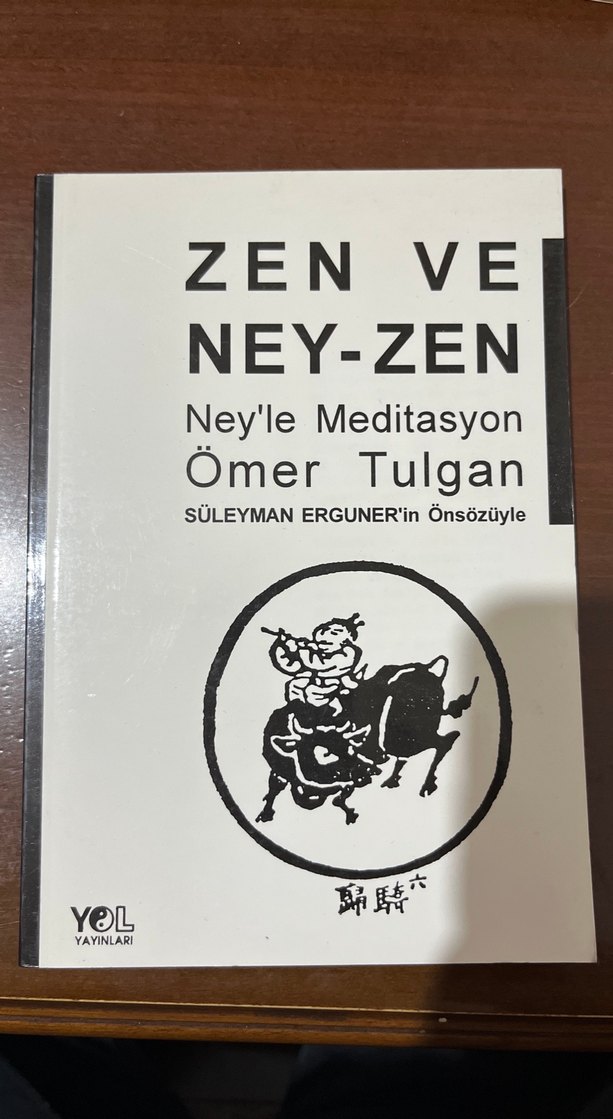 ZEN VE
NEY-ZEN
Ney'le Meditasyon
Ömer Tulgan
SÜLEYMAN ERGUNER'in Önsözüyle
歸騎六
YOL
YAYINLARI